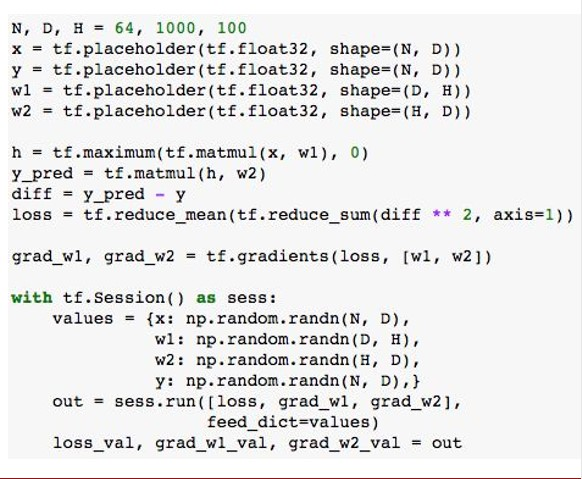 N, D, H = 64, 1000, 100
x = tf.placeholder(tf.float32, shape=(N, D))
y = tf.placeholder(tf.float32, shape=(N, D))
w1 = tf.placeholder(tf.float32, shape=(D, H))
w2 = tf.placeholder(tf.float32, shape=(H, D))

h = tf.maximum(tf.matmul(x, w1), 0)
y_pred = tf.matmul(h, w2)
diff = y_pred - y
loss = tf.reduce_mean(tf.reduce_sum(diff ** 2, axis=1))

grad_w1, grad_w2 = tf.gradients(loss, [w1, w2])

with tf.Session() as sess:
    values = {x: np.random.randn(N, D),
              w1: np.random.randn(D, H),
              w2: np.random.randn(H, D),
              y: np.random.randn(N, D),}
    out = sess.run([loss, grad_w1, grad_w2],
                   feed_dict=values)
    loss_val, grad_w1_val, grad_w2_val = out